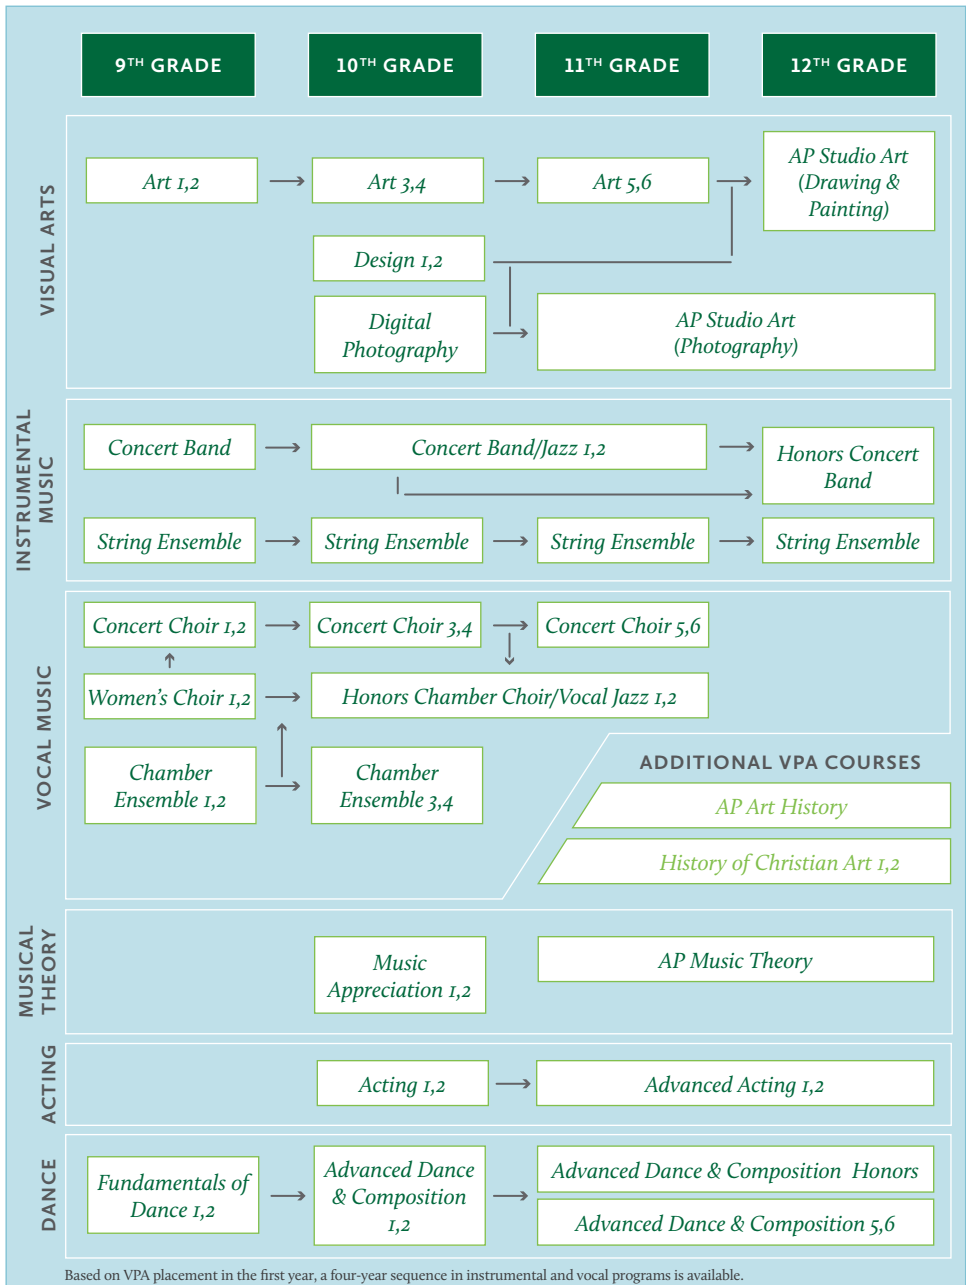 9TH GRADE
10TH GRADE
11TH GRADE
12TH GRADE
VISUAL ARTS
Art 1,2
Art 3,4
Art 5,6
AP Studio Art
(Drawing &
Painting)
Design 1,2
Digital
Photography
AP Studio Art
(Photography)
INSTRUMENTAL
MUSIC
Concert Band
Concert Band/Jazz 1,2
Honors Concert
Band
String Ensemble
String Ensemble
String Ensemble
String Ensemble
VOCAL MUSIC
Concert Choir 1,2
Concert Choir 3,4
Concert Choir 5,6
Women's Choir 1,2
Honors Chamber Choir/Vocal Jazz 1,2
Chamber
Ensemble 1,2
Chamber
Ensemble 3,4
ADDITIONAL VPA COURSES
AP Art History
History of Christian Art 1,2
MUSICAL
THEORY
Music
Appreciation 1,2
AP Music Theory
ACTING
Acting 1,2
Advanced Acting 1,2
DANCE
Fundamentals of
Dance 1,2
Advanced Dance
& Composition
1,2
Advanced Dance & Composition Honors
Advanced Dance & Composition 5,6
Based on VPA placement in the first year, a four-year sequence in instrumental and vocal programs is available.